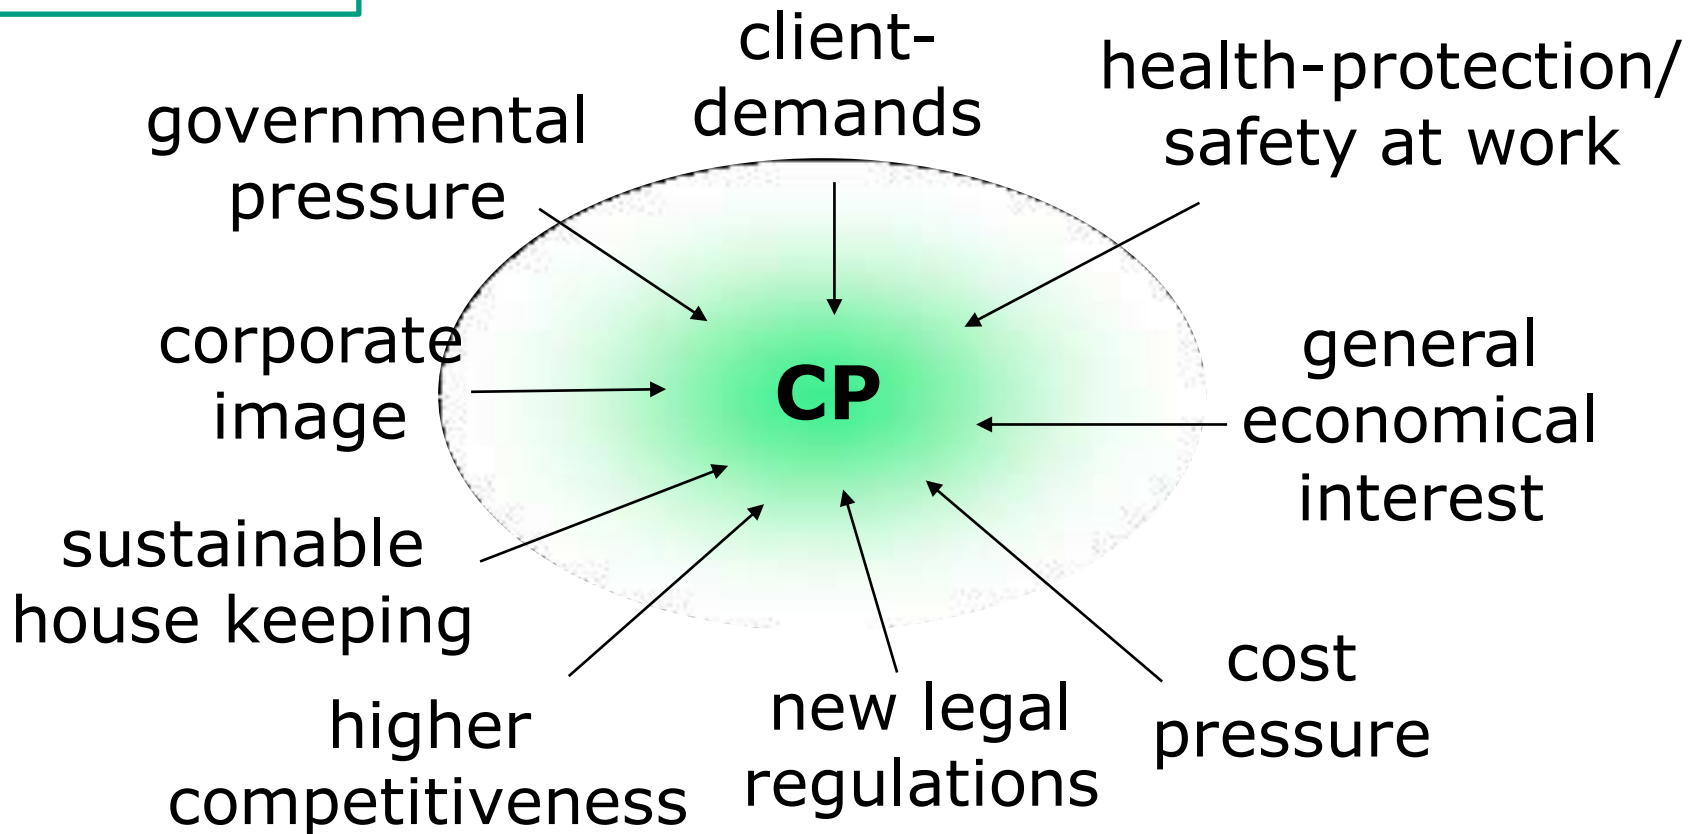 client-
demands
health-protection/
safety at work
governmental
pressure
corporate
image
CP
general
economical
interest
sustainable
house keeping
higher
competitiveness
new legal
regulations
cost
pressure